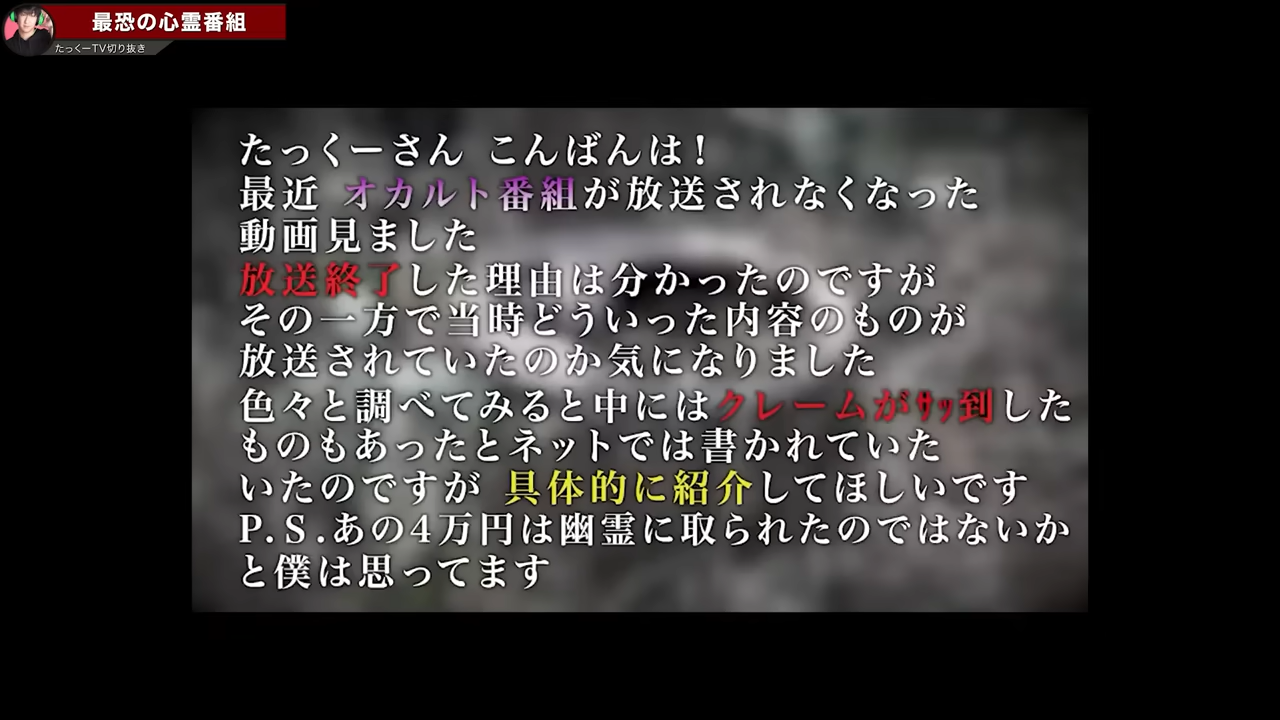 最恐の心霊番組
たっくーTV切り抜き
たっくーさん こんばんは!
最近 オカルト番組が放送されなくなった
動画見ました
放送終了した理由は分かったのですが
その一方で当時どういった内容のものが
放送されていたのか気になりました
色々と調べてみると中にはクレームがｻｯ到した
ものもあったとネットでは書かれていた
いたのですが 具体的に紹介してほしいです
P.S.あの4万円は幽霊に取られたのではないか
と僕は思ってます